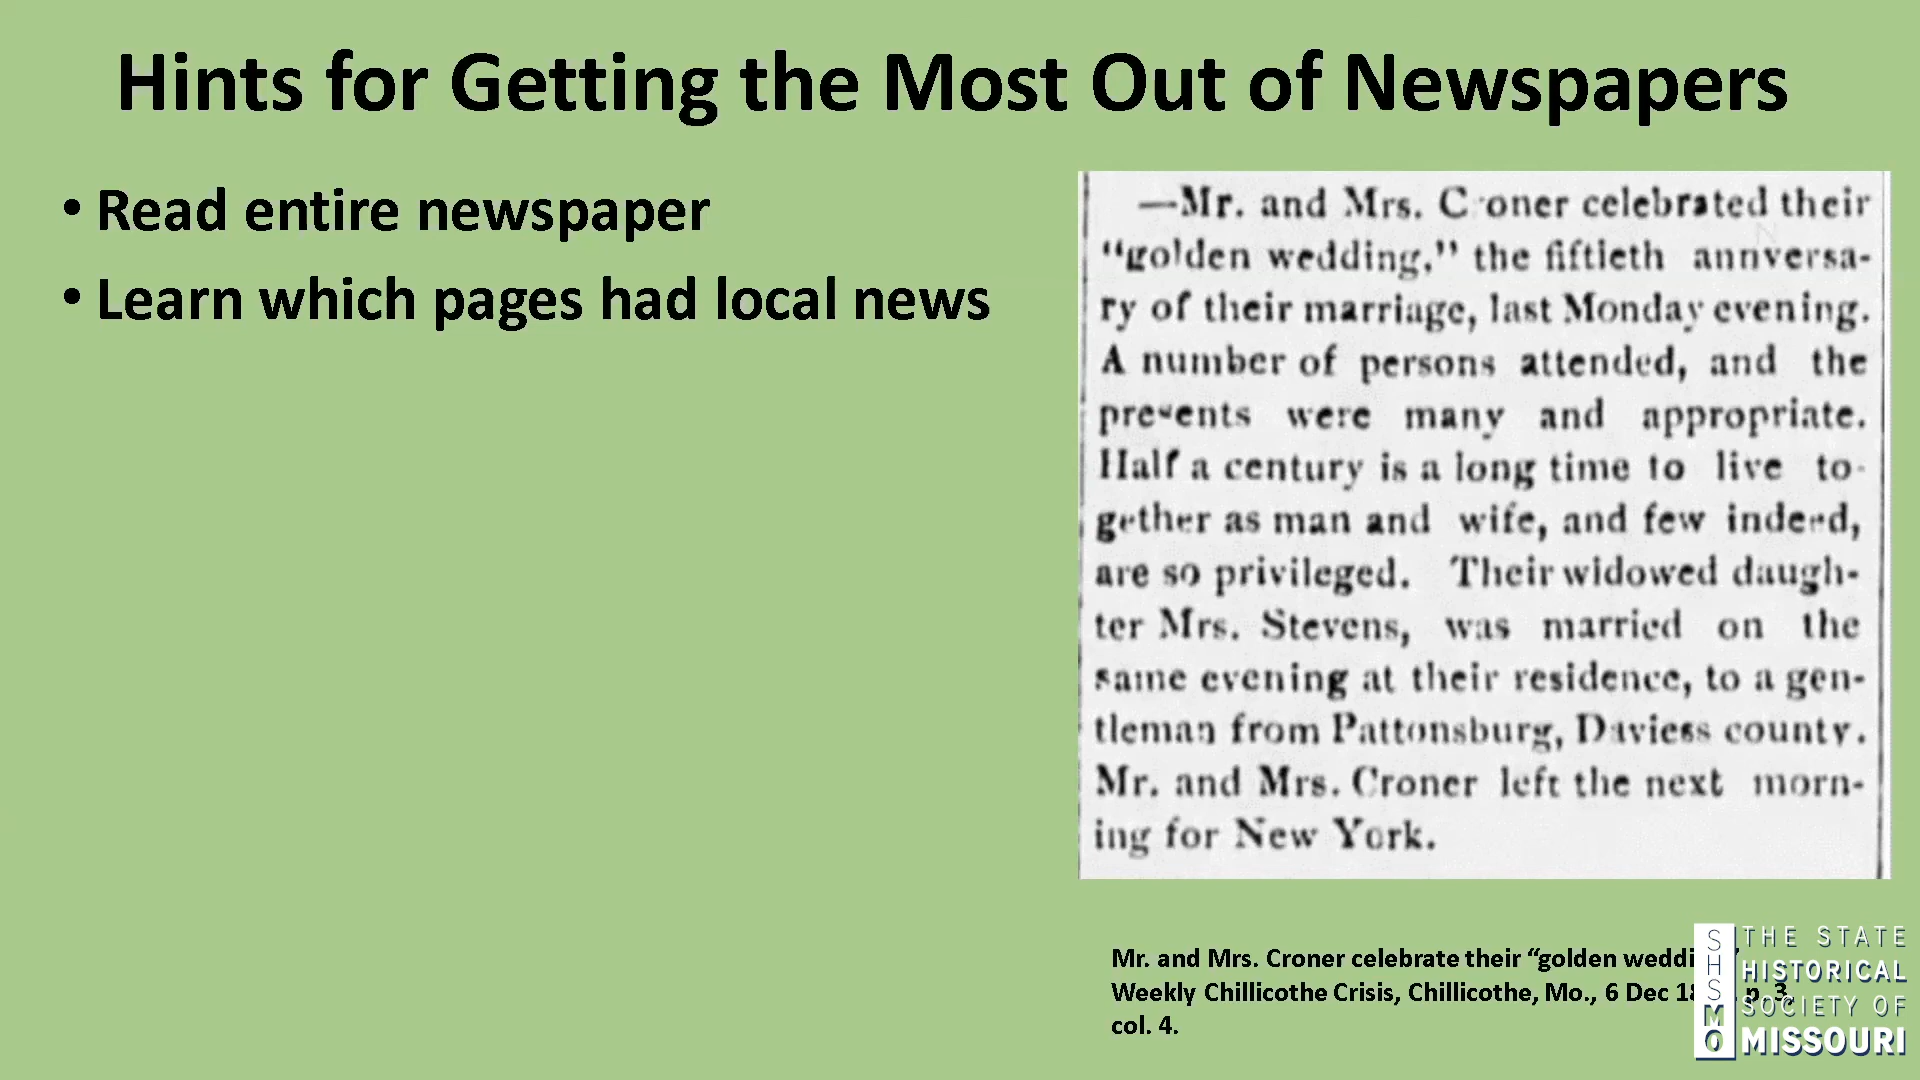 Hints for Getting the Most Out of Newspapers
• Read entire newspaper
• Learn which pages had local news
—Mr. and Mrs. Croner celebrated their
“golden wedding,” the fiftieth annversa-
ry of their marriage, last Monday evening.
A number of persons attended, and the
presents were many and appropriate.
Half a century is a long time to live to-
gether as man and wife, and few indeed,
are so privileged. Their widowed daugh-
ter Mrs. Stevens, was married on the
same evening at their residence, to a gen-
tleman from Pattonsburg, Daviess county.
Mr. and Mrs. Croner left the next morn-
ing for New York.
Mr. and Mrs. Croner celebrate their “golden
Weekly Chillicothe Crisis, Chillicothe, Mo., 6 Dec p. 3,
col. 4.
SHSMO
THE STATE
HISTORICAL
SOCIETY OF
MISSOURI